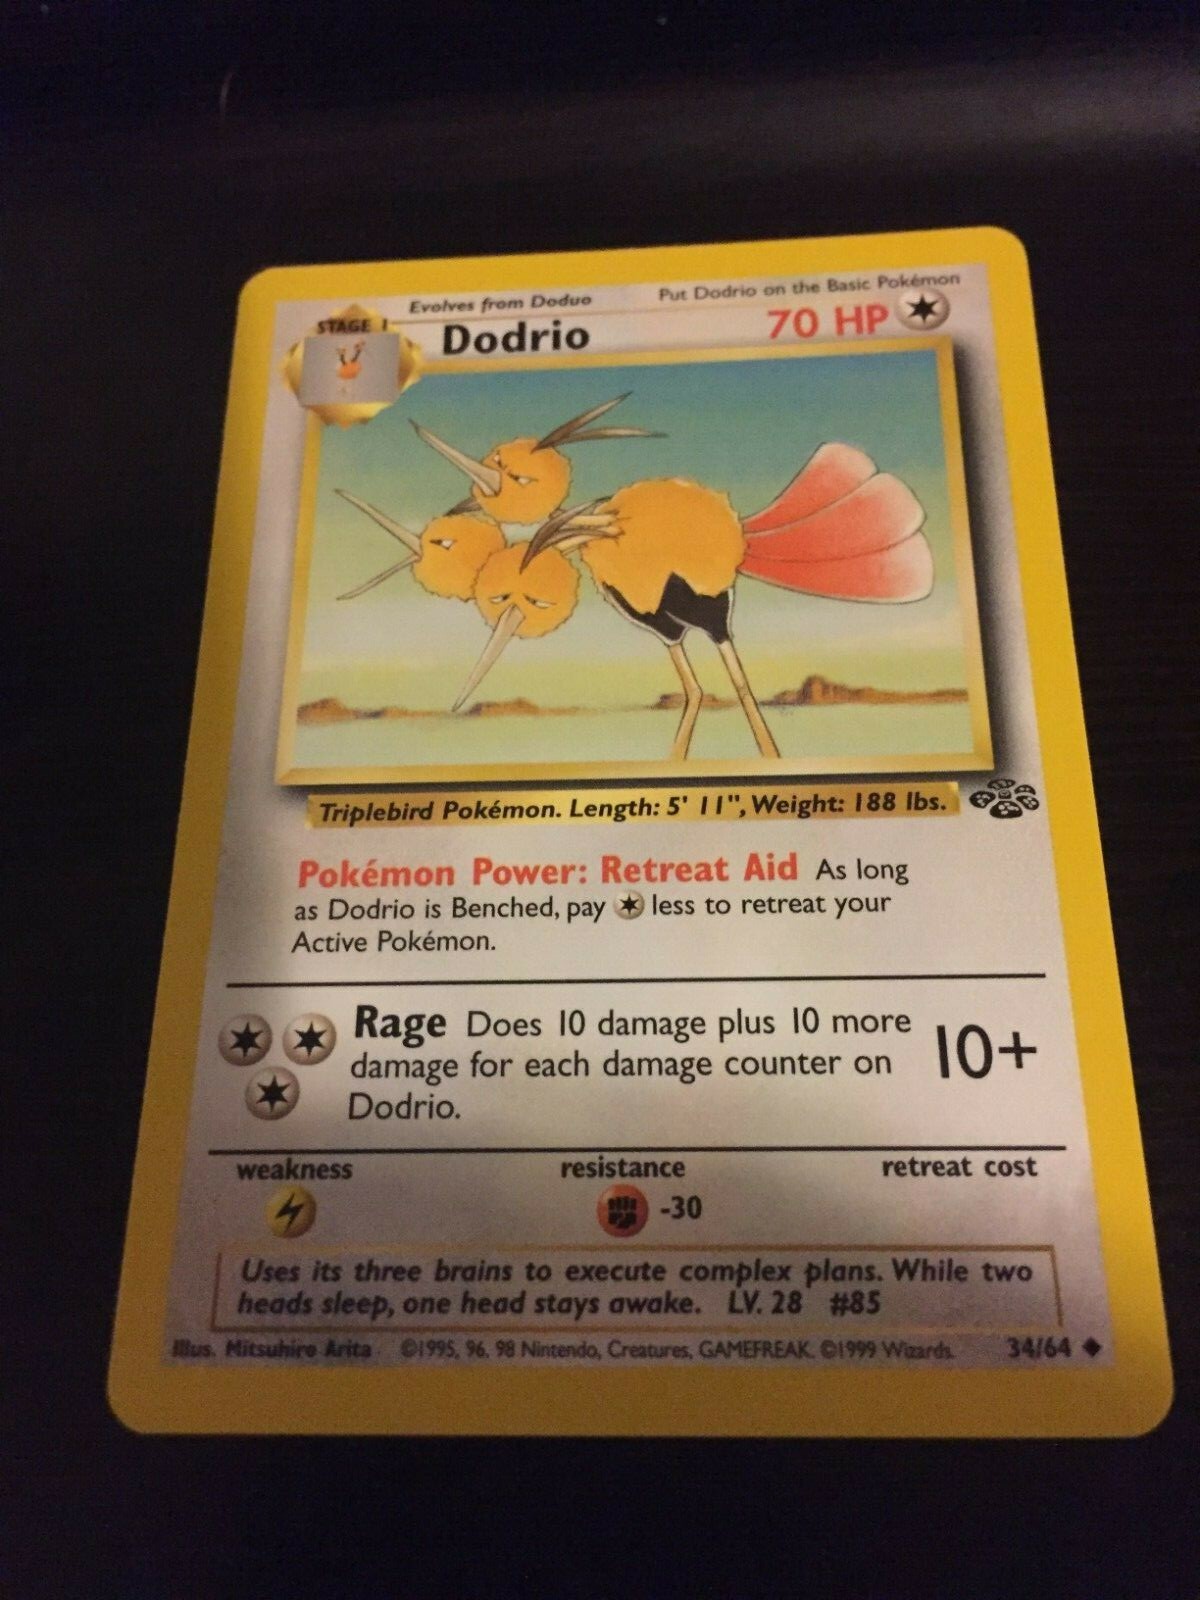 Evolves from Doduo
Put Dodrio on the Basic Pokémon
STAGE 1
Dodrio
70 HP
Triplebird Pokémon. Length: 5' 11", Weight: 188 lbs.
Pokémon Power: Retreat Aid As long
as Dodrio is Benched, pay less to retreat your
Active Pokémon.
Rage Does 10 damage plus 10 more
damage for each damage counter on
Dodrio.
10+
weakness
resistance
retreat cost
-30
Uses its three brains to execute complex plans. While two
heads sleep, one head stays awake. LV. 28 #85
Illus. Mitsuhiro Arita ©1995, 96, 98 Nintendo, Creatures, GAMEFREAK. ©1999 Wizards. 34/64